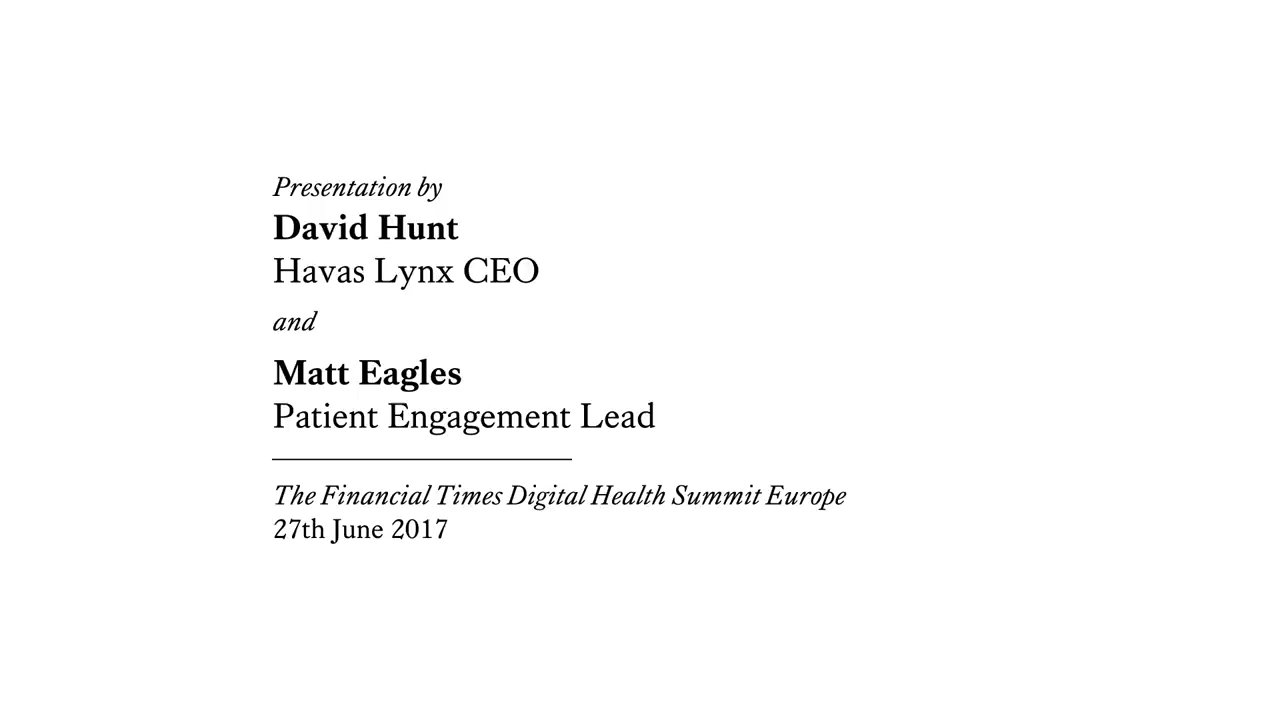 Presentation by
David Hunt
Havas Lynx CEO
and
Matt Eagles
Patient Engagement Lead
The Financial Times Digital Health Summit Europe
27th June 2017